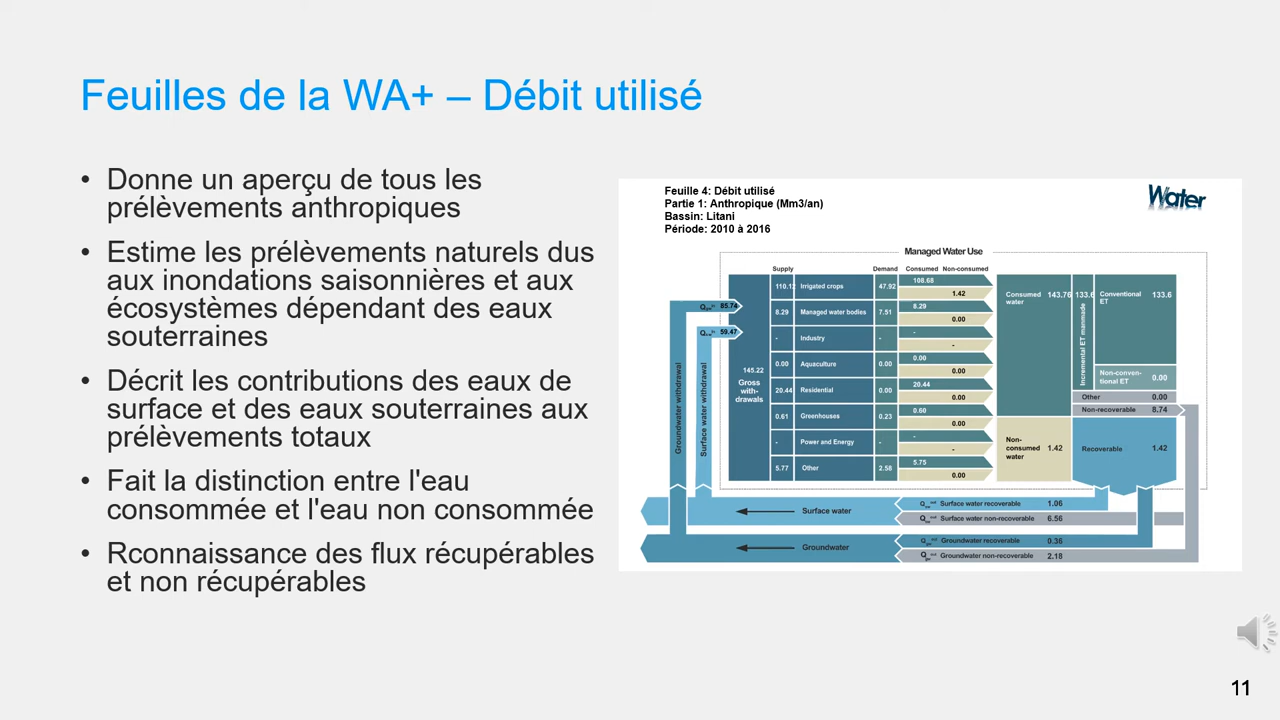 Feuilles de la WA+ – Débit utilisé
• Donne un aperçu de tous les
prélèvements anthropiques
• Estime les prélèvements naturels dus
aux inondations saisonnières et aux
écosystèmes dépendant des eaux
souterraines
• Décrit les contributions des eaux de
surface et des eaux souterraines aux
prélèvements totaux
• Fait la distinction entre l'eau
consommée et l'eau non consommée
• Rconnaissance des flux récupérables
et non récupérables
Feuille 4: Débit utilisé
Partie 1: Anthropique (Mm3/an)
Bassin: Litani
Période: 2010 à 2016
Water
Managed Water Use
Supply Demand Consumed Non-consumed
110.12 Irrigated crops 47.92 108.68
1.42
8.29 Managed water bodies 7.51 8.29
0.00
- Industry - -
-
0.00 Aquaculture 0.00 0.00
0.00
20.44 Residential 0.00 20.44
0.00
0.61 Greenhouses 0.23 0.60
0.00
- Power and Energy - -
-
5.77 Other 2.58 5.75
0.00
85.74
59.47
145.22
Gross
with-
drawals
Groundwater withdrawal
Surface water withdrawal
Consumed
water
143.76
133.6
Incremental ET manmade
Conventional
ET
133.6
Non-conven-
tional ET
0.00
Other 0.00
Non-recoverable 8.74
Non-
consumed
water
1.42
Recoverable 1.42
Surface water
Surface water recoverable 1.06
Surface water non-recoverable 6.56
Groundwater
Groundwater recoverable 0.36
Groundwater non-recoverable 2.18
11